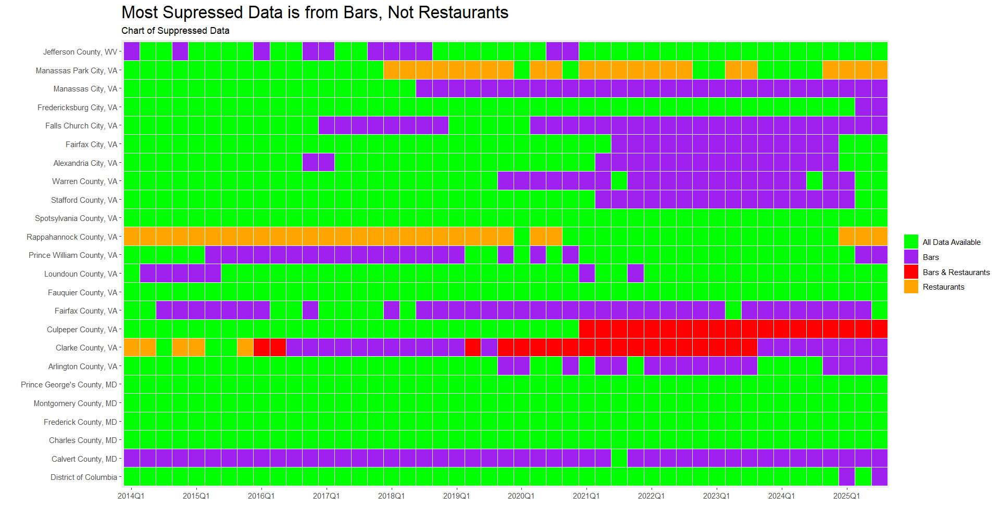 Most Supressed Data is from Bars, Not Restaurants
Chart of Suppressed Data
Jefferson County, WV
Manassas Park City, VA
Manassas City, VA
Fredericksburg City, VA
Falls Church City, VA
Fairfax City, VA
Alexandria City, VA
Warren County, VA
Stafford County, VA
Spotsylvania County, VA
Rappahannock County, VA
Prince William County, VA
Loundoun County, VA
Fauquier County, VA
Fairfax County, VA
Culpeper County, VA
Clarke County, VA
Arlington County, VA
Prince George's County, MD
Montgomery County, MD
Frederick County, MD
Charles County, MD
Calvert County, MD
District of Columbia
2014Q1 2015Q1 2016Q1 2017Q1 2018Q1 2019Q1 2020Q1 2021Q1 2022Q1 2023Q1 2024Q1 2025Q1
All Data Available
Bars
Bars & Restaurants
Restaurants